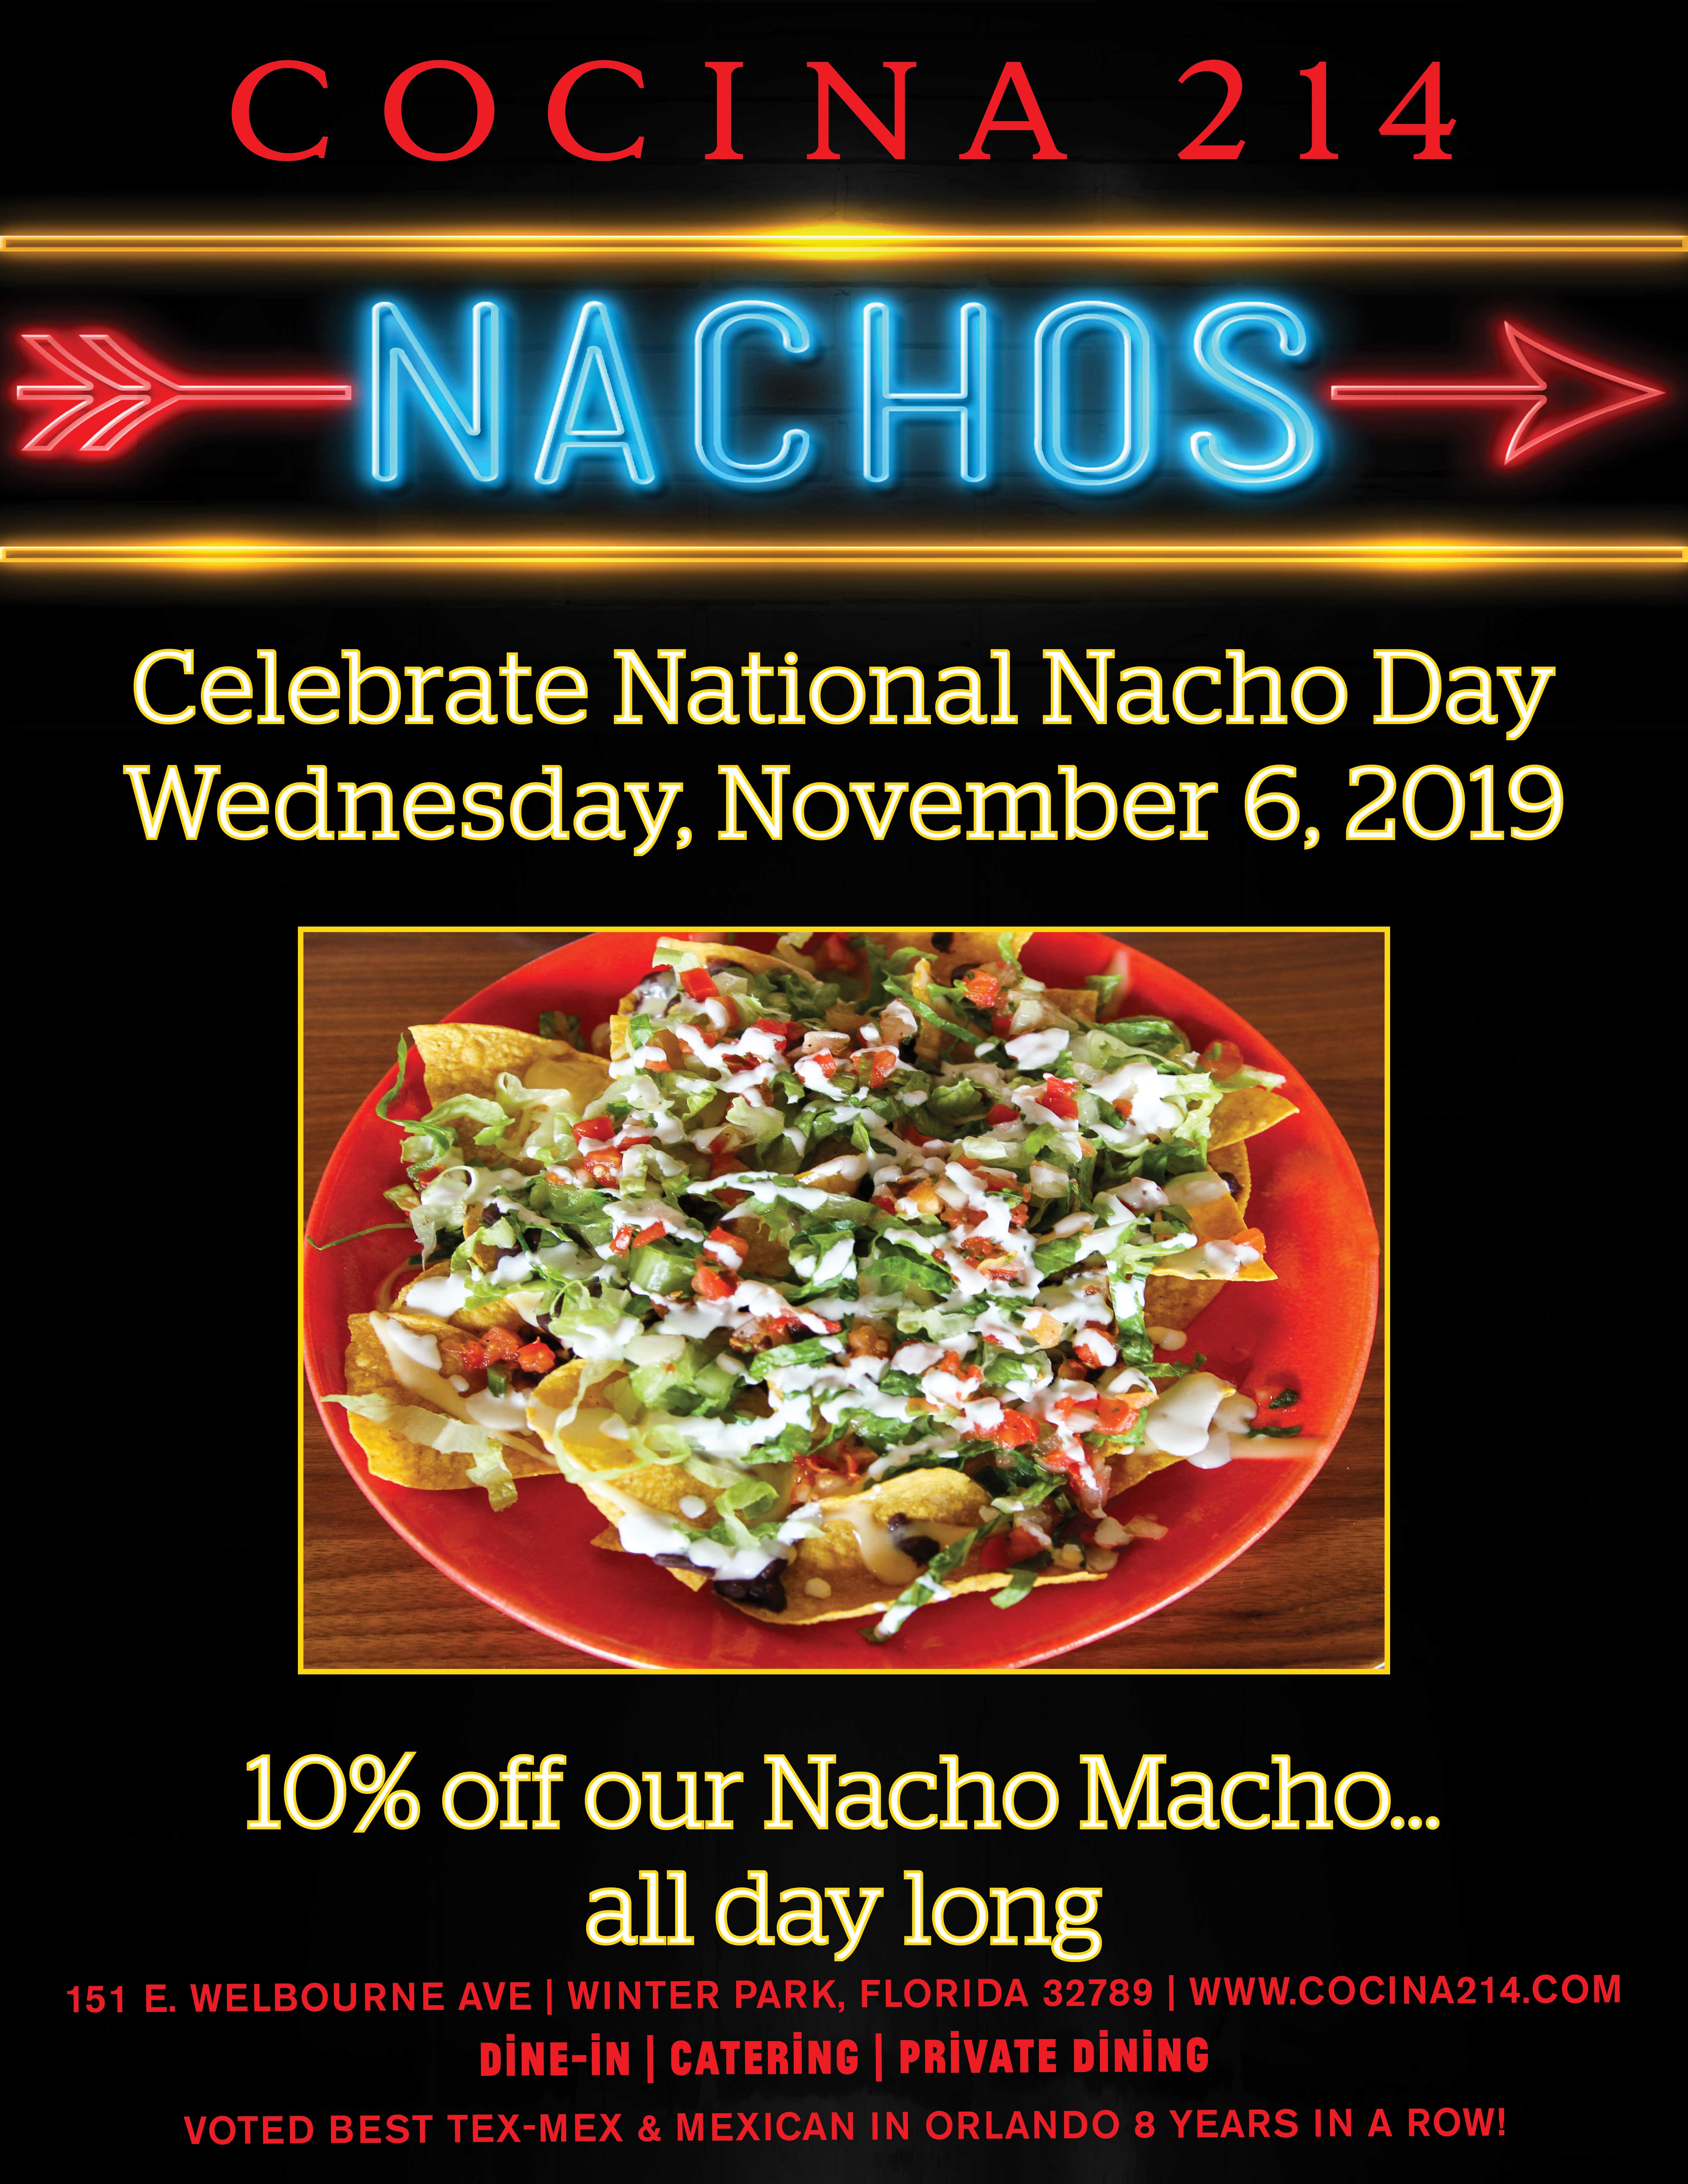 COCINA 214
NACHOS
Celebrate National Nacho Day
Wednesday, November 6, 2019
10% off our Nacho Macho...
all day long
151 E. WELBOURNE AVE | WINTER PARK, FLORIDA 32789 | WWW.COCINA214.COM
DiNE-iN | CATERiNG | PRiVATE DiNiNG
VOTED BEST TEX-MEX & MEXICAN IN ORLANDO 8 YEARS IN A ROW!